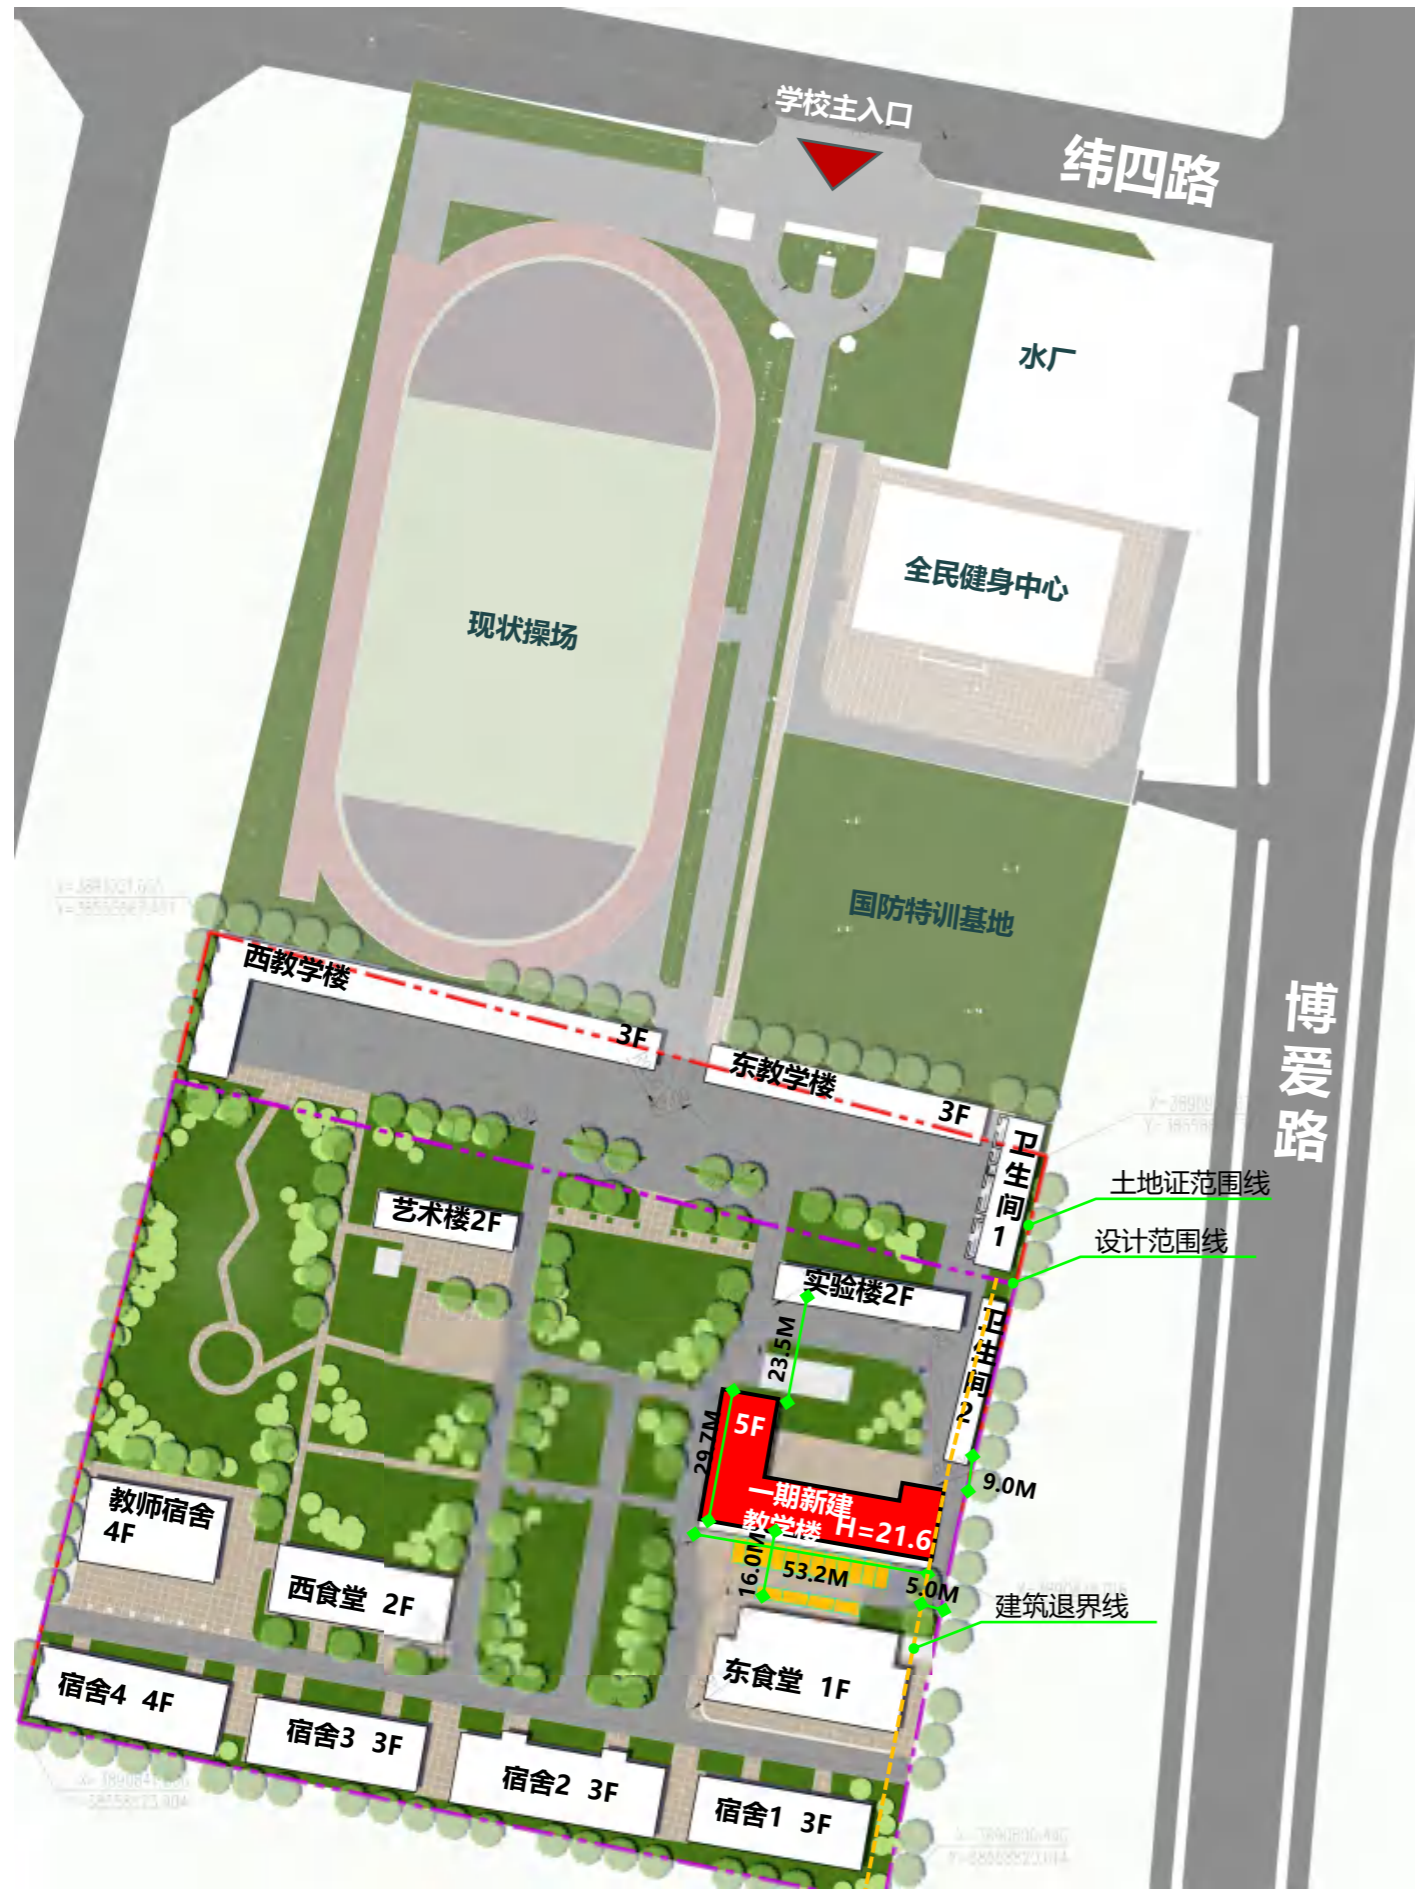 学校主入口
纬四路
水厂
全民健身中心
现状操场
国防特训基地
西教学楼
3F
东教学楼
3F
博爱路
卫生间1
土地证范围线
设计范围线
艺术楼2F
实验楼2F
卫生间2
23.5M
5F
29.7M
9.0M
一期新建
教学楼 H=21.6
16.0M
53.2M
5.0M
建筑退界线
教师宿舍
4F
西食堂 2F
东食堂 1F
宿舍4 4F
宿舍3 3F
宿舍2 3F
宿舍1 3F